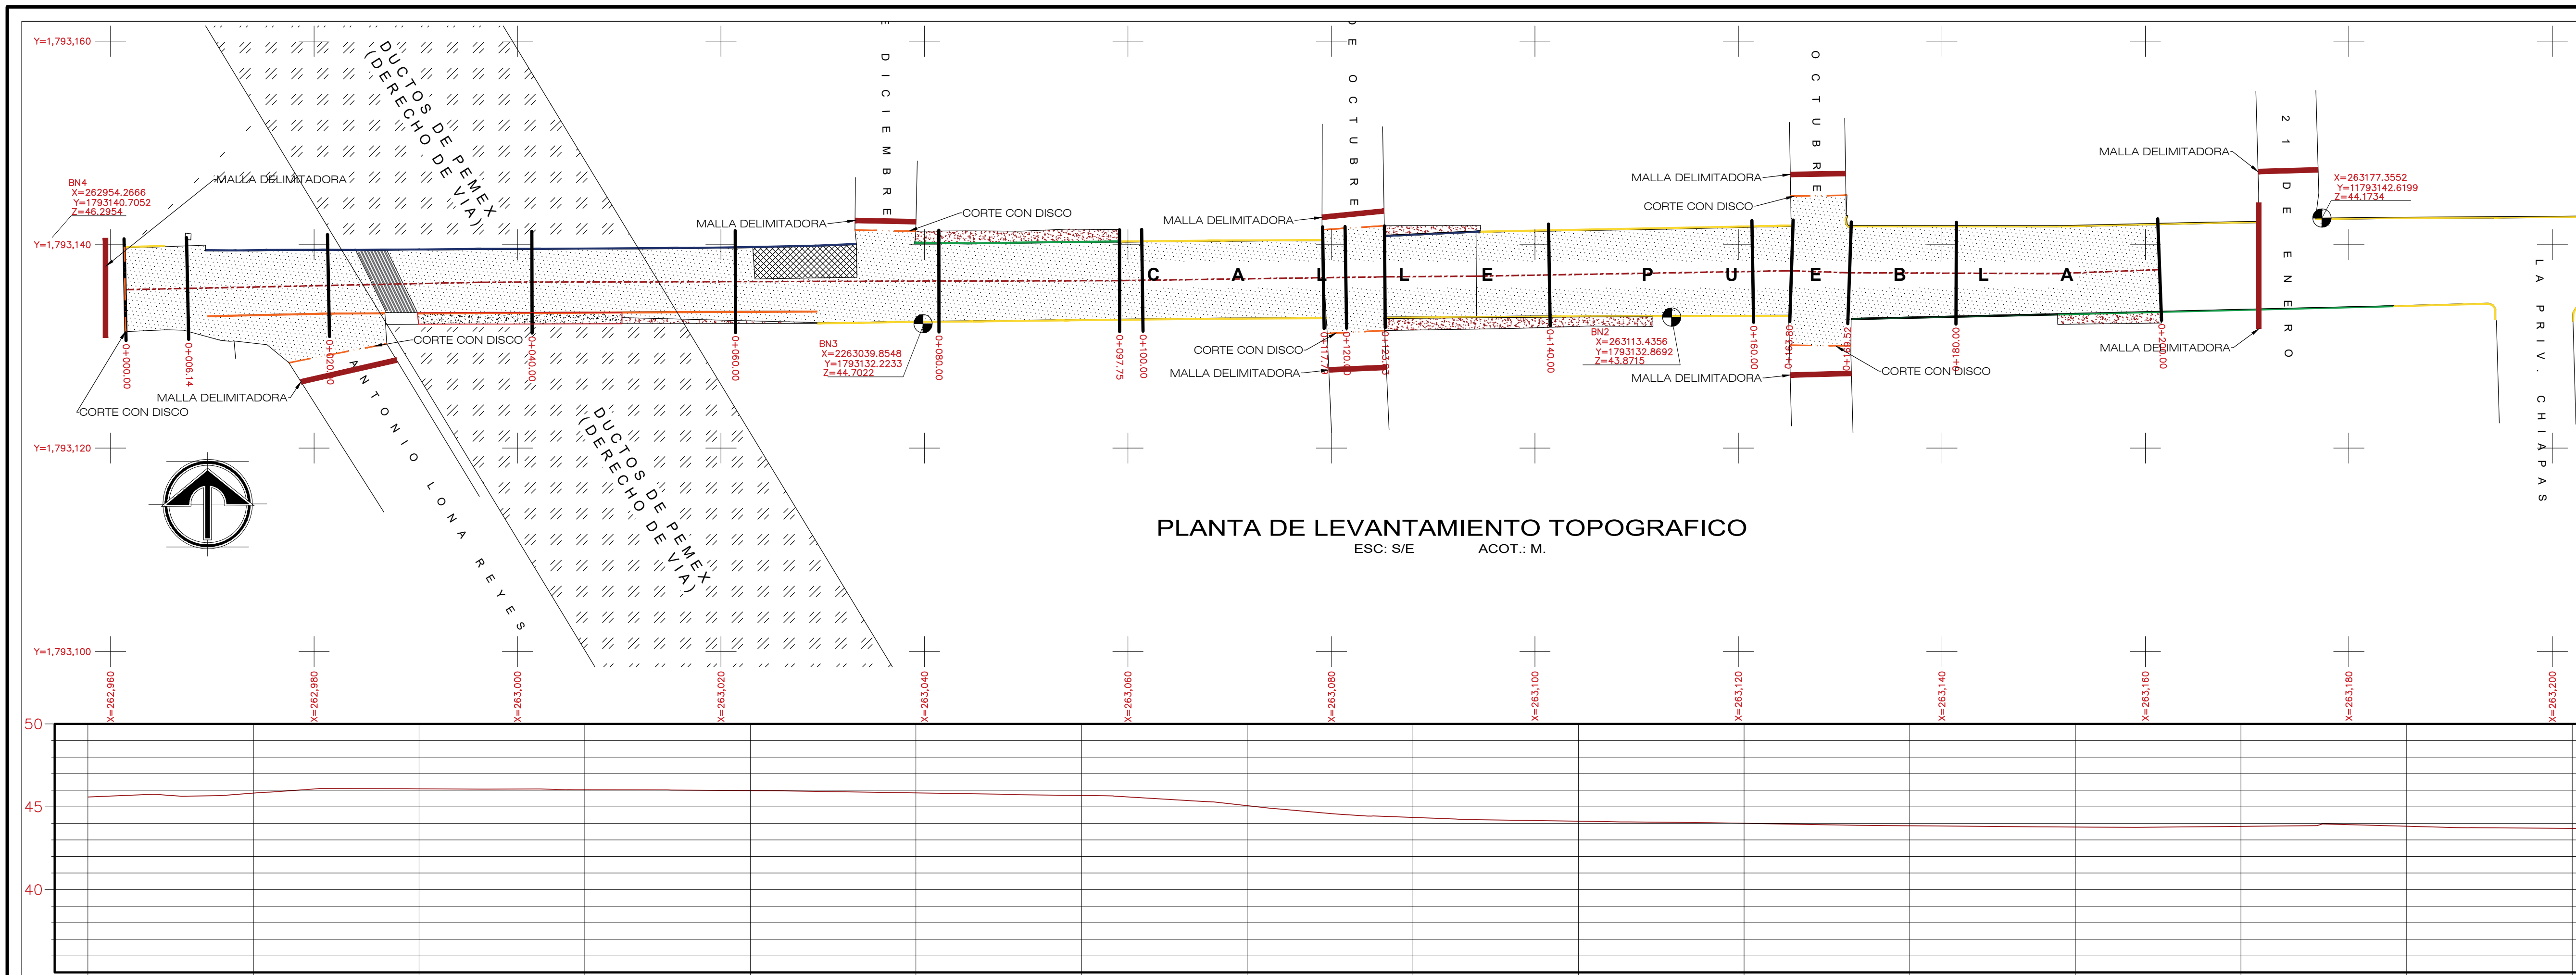 Y=1,793,160
DUCTOS DE PEMEX
(DERECHO DE VIA)
E DICIEMBRE
DE OCTUBRE
OCTUBRE
21 DE ENERO
BN4
X=262954.2666
Y=1793140.7052
Z=46.2954
MALLA DELIMITADORA
MALLA DELIMITADORA
CORTE CON DISCO
MALLA DELIMITADORA
MALLA DELIMITADORA
CORTE CON DISCO
MALLA DELIMITADORA
X=263177.3552
Y=11793142.6199
Z=44.1734
Y=1,793,140
CALLE PUEBLA
LA PRIV. CHIAPAS
0+000.00
0+006.14
0+020.00
0+040.00
0+060.00
0+080.00
0+097.75
0+100.00
0+120.00
0+140.00
0+160.00
0+169.52
0+180.00
0+200.00
CORTE CON DISCO
BN3
X=2263039.8548
Y=1793132.2233
Z=44.7022
CORTE CON DISCO
MALLA DELIMITADORA
BN2
X=263113.4356
Y=1793132.8692
Z=43.8715
MALLA DELIMITADORA
CORTE CON DISCO
MALLA DELIMITADORA
MALLA DELIMITADORA
CORTE CON DISCO
ANTONIO LONA REYES
DUCTOS DE PEMEX
(DERECHO DE VIA)
Y=1,793,120
PLANTA DE LEVANTAMIENTO TOPOGRAFICO
ESC: S/E ACOT.: M.
Y=1,793,100
X=262,960
X=262,980
X=263,000
X=263,020
X=263,040
X=263,060
X=263,080
X=263,100
X=263,120
X=263,140
X=263,160
X=263,180
X=263,200
50
45
40